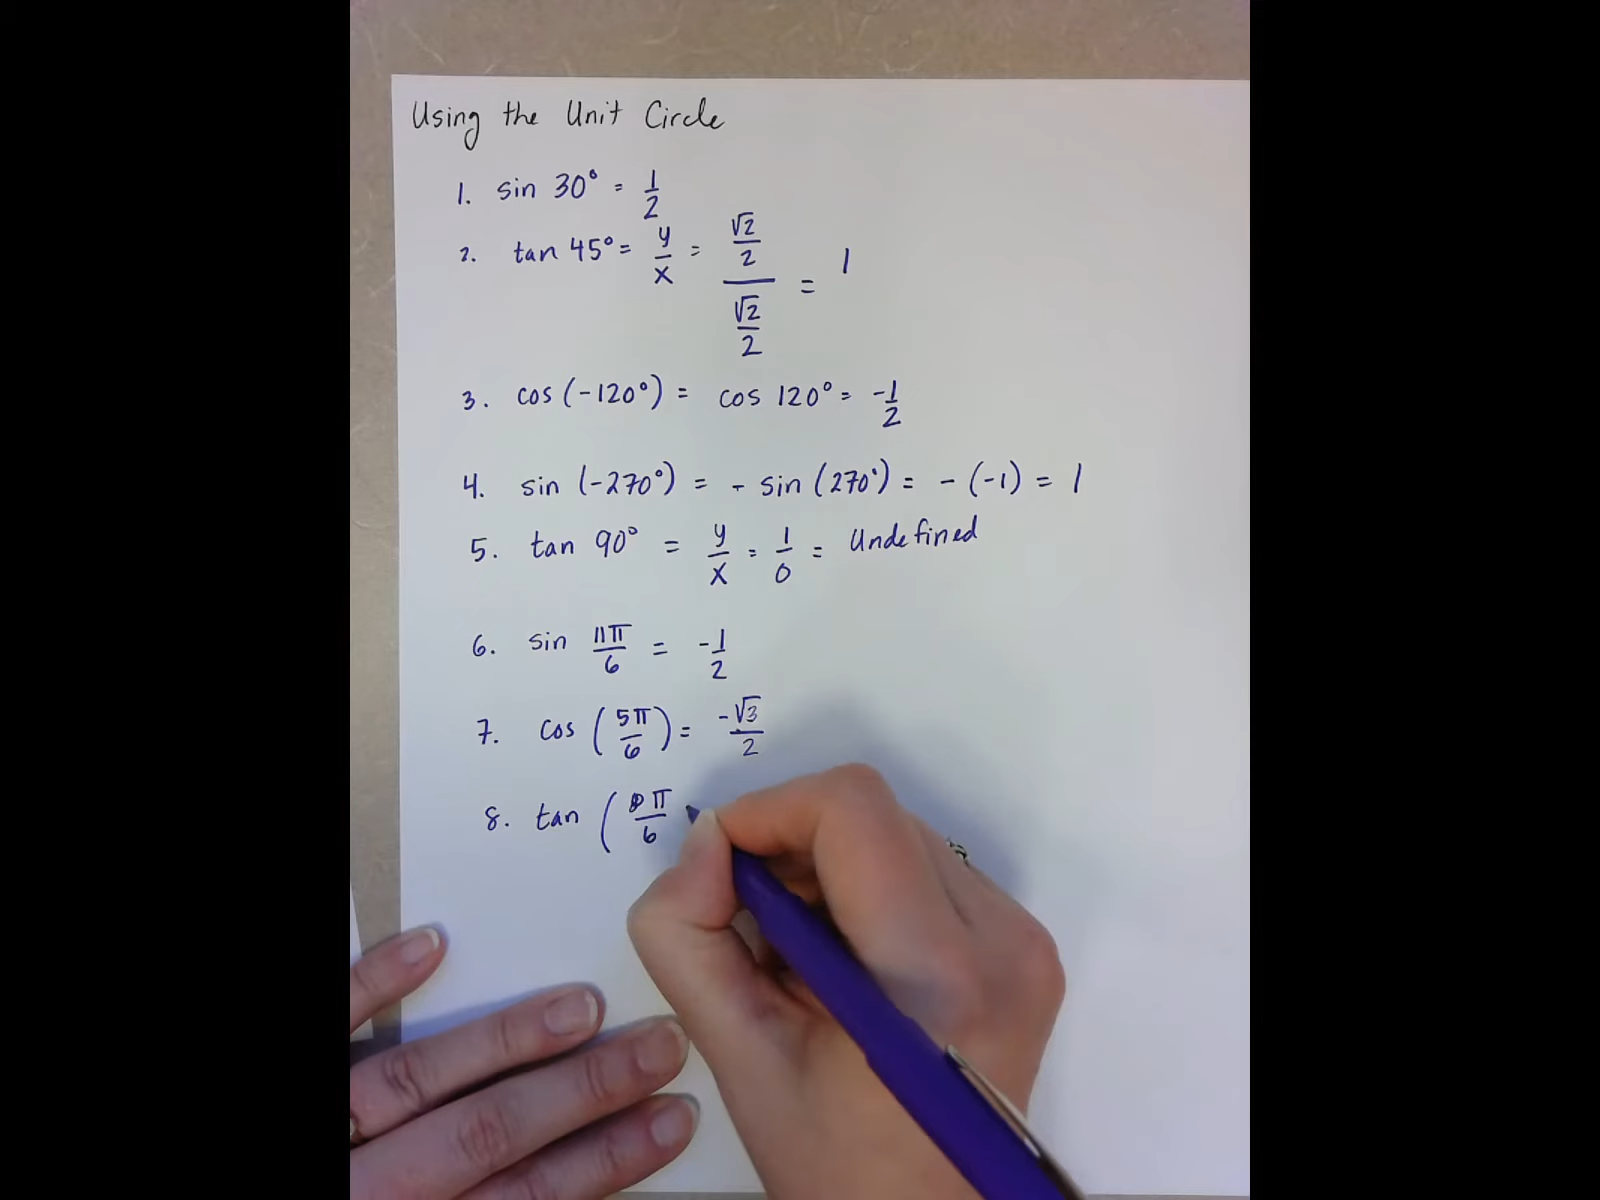 Using the Unit Circle
1. sin 30° = 1/2
2. tan 45° = y/x = (√2/2)/(√2/2) = 1
3. cos (-120°) = cos 120° = -1/2
4. sin (-270°) = - sin (270°) = - (-1) = 1
5. tan 90° = y/x = 1/0 = Undefined
6. sin 11π/6 = -1/2
7. cos (5π/6) = -√3/2
8. tan ( π/6